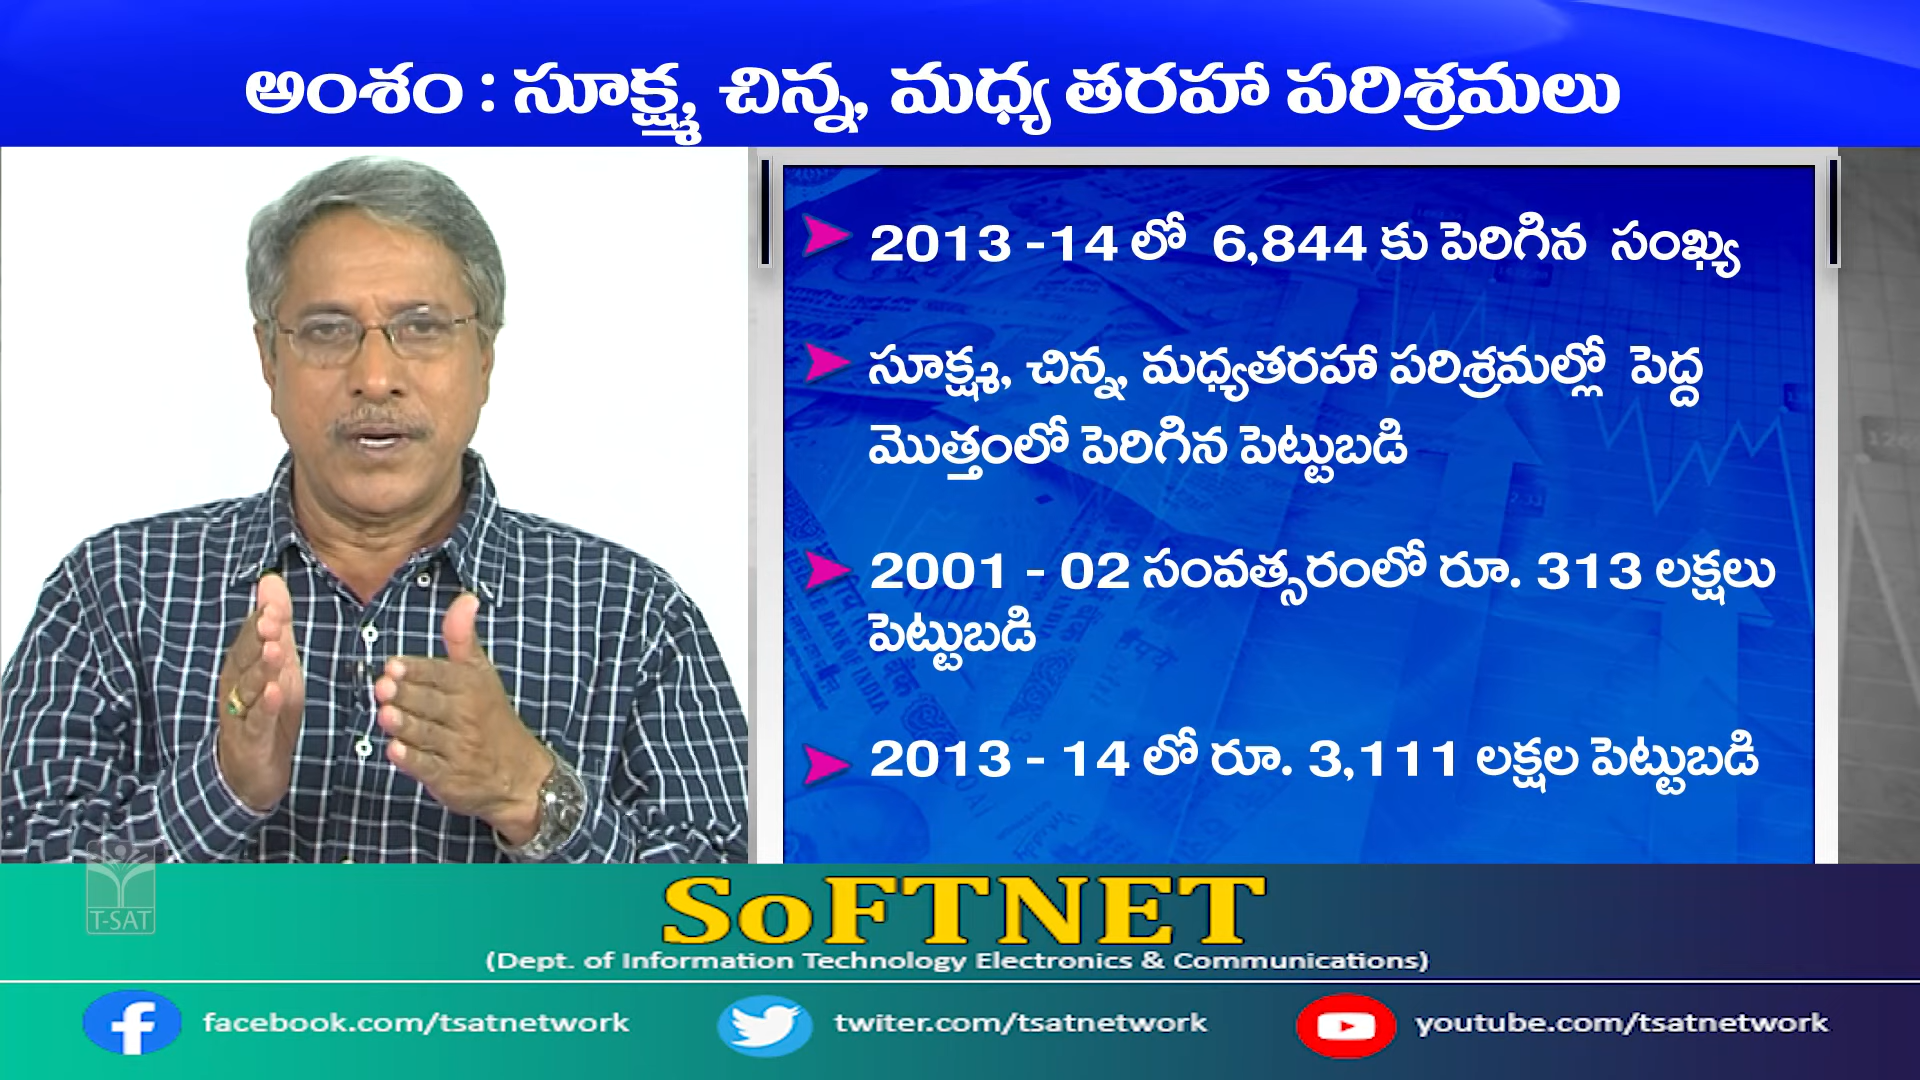 అంశం : సూక్ష్మ, చిన్న, మధ్య తరహా పరిశ్రమలు
2013 -14 లో 6,844 కు పెరిగిన సంఖ్య
సూక్ష్మ, చిన్న, మధ్యతరహా పరిశ్రమల్లో పెద్ద
మొత్తంలో పెరిగిన పెట్టుబడి
2001 - 02 సంవత్సరంలో రూ. 313 లక్షలు
పెట్టుబడి
2013 - 14 లో రూ. 3,111 లక్షల పెట్టుబడి
T-SAT
SoFTNET
(Dept. of Information Technology Electronics & Communications)
facebook.com/tsatnetwork
twiter.com/tsatnetwork
youtube.com/tsatnetwork